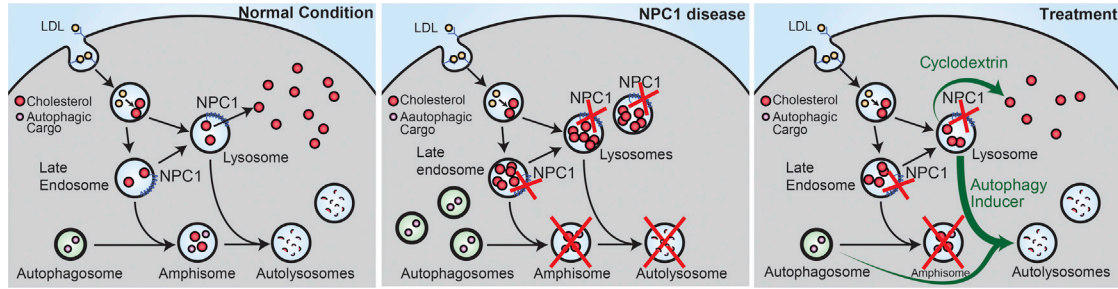 Normal Condition
LDL
Cholesterol
Autophagic
Cargo
NPC1
Lysosome
Late
Endosome
NPC1
Autophagosome
Amphisome
Autolysosomes
NPC1 disease
LDL
Cholesterol
Aautophagic
Cargo
NPC1
NPC1
Lysosomes
Late
endosome
NPC1
Autophagosome
Amphisome
Autolysosome
Treatment
LDL
Cyclodextrin
Cholesterol
Autophagic
Cargo
NPC1
Lysosome
Late
Endosome
NPC1
Autophagy
Inducer
Autophagosome
Amphisome
Autolysosomes